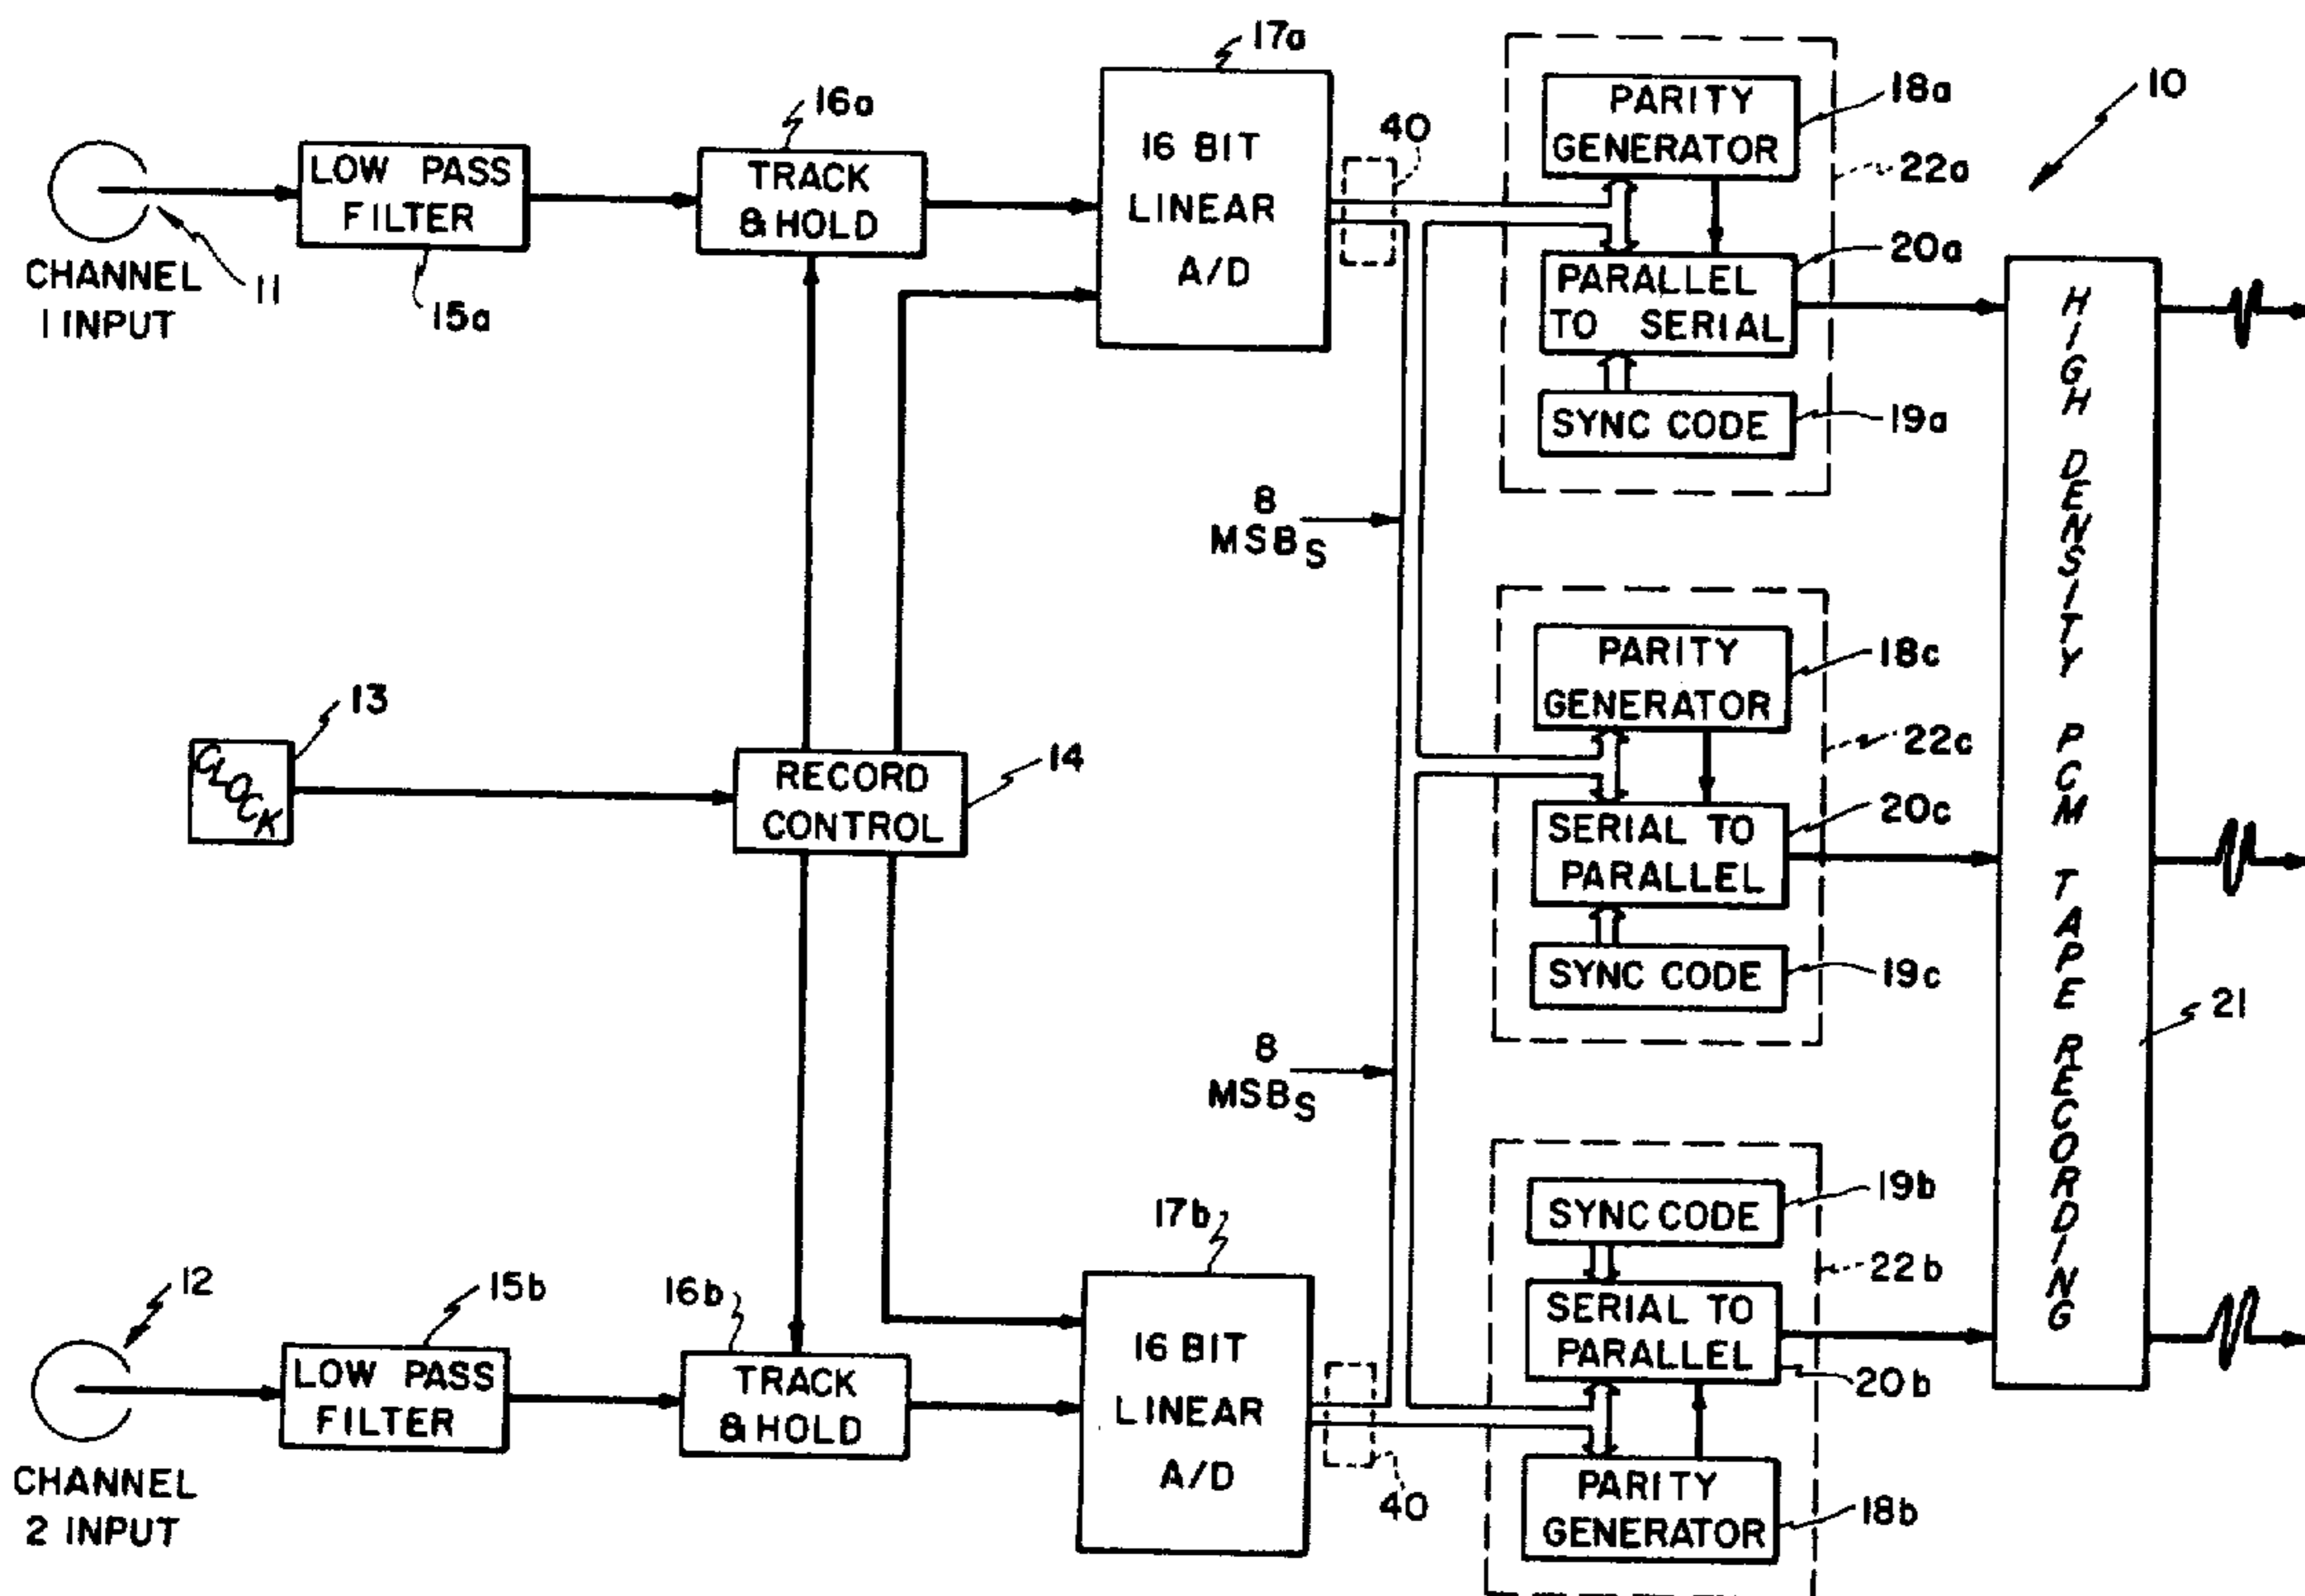 17a
16a
40
PARITY
GENERATOR
18a
10
22a
LOW PASS
FILTER
TRACK
& HOLD
16 BIT
LINEAR
A/D
CHANNEL
1 INPUT
11
15a
PARALLEL
TO SERIAL
20a
SYNC CODE
19a
8
MSBS
HIGH DENSITY PCM TAPE RECORDING
PARITY
GENERATOR
18c
22c
13
CLOCK
RECORD
CONTROL
14
SERIAL TO
PARALLEL
20c
SYNC CODE
19c
21
8
MSBS
17b
SYNC CODE
19b
22b
12
15b
16b
LOW PASS
FILTER
TRACK
& HOLD
16 BIT
LINEAR
A/D
SERIAL TO
PARALLEL
20b
CHANNEL
2 INPUT
40
PARITY
GENERATOR
18b